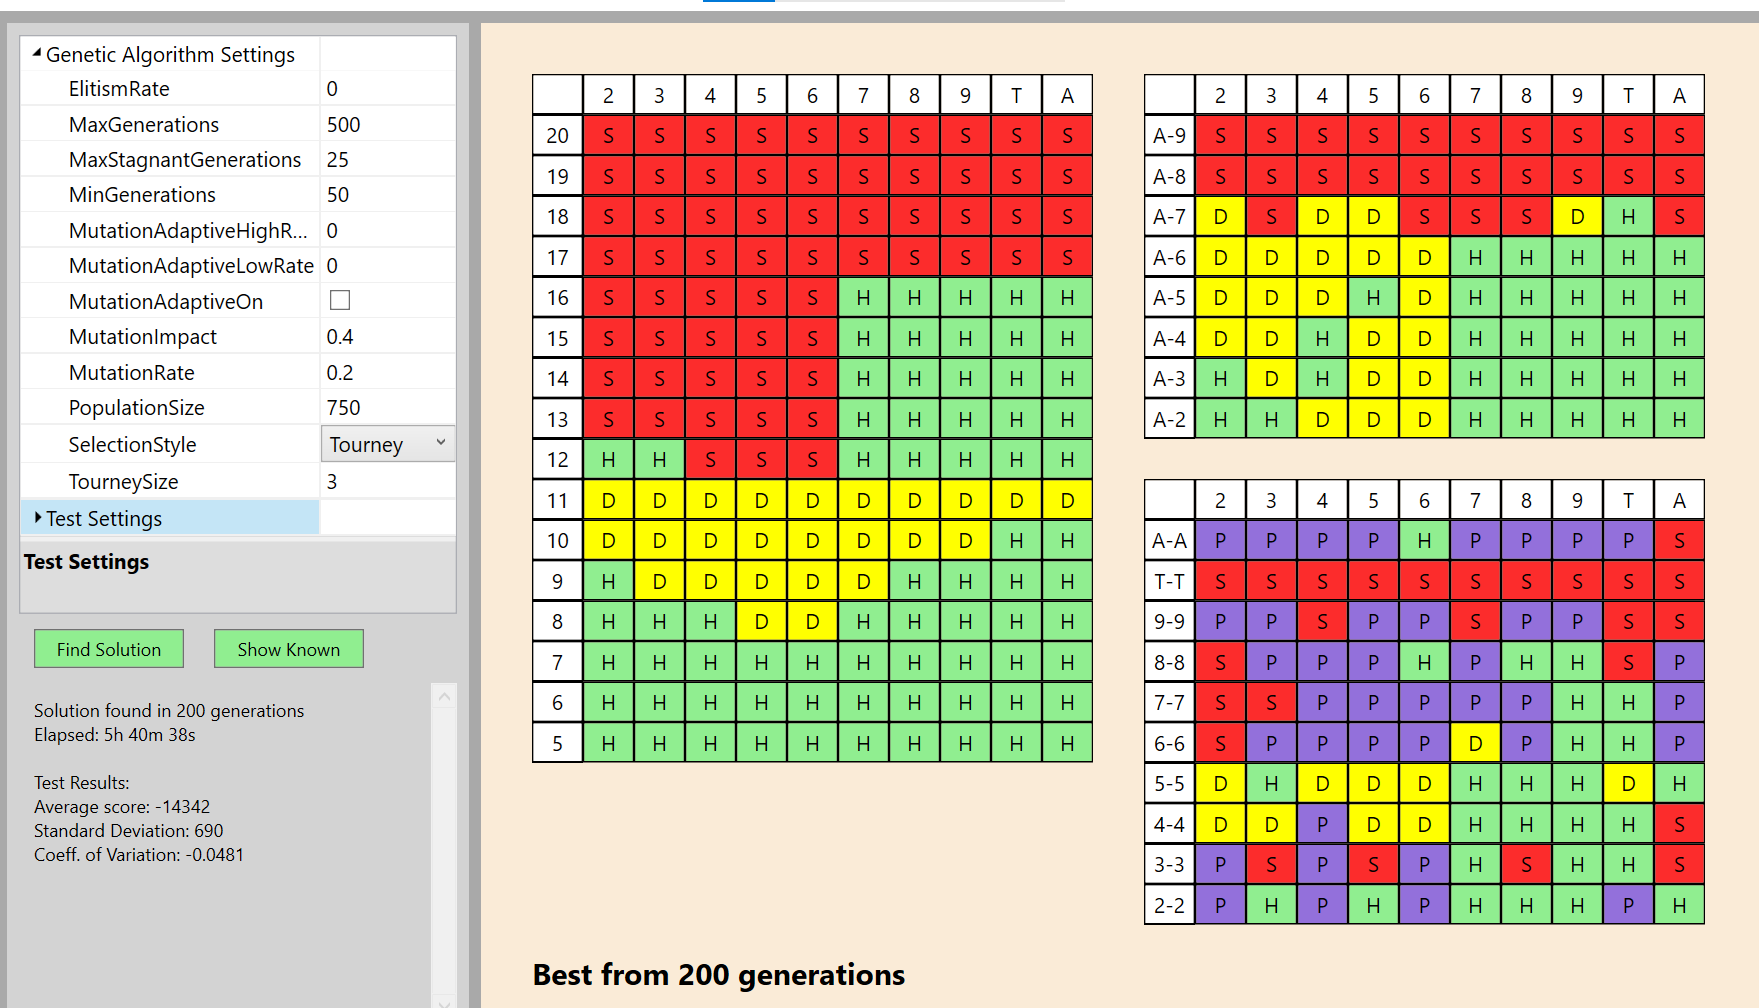 Genetic Algorithm Settings
ElitismRate 0
MaxGenerations 500
MaxStagnantGenerations 25
MinGenerations 50
MutationAdaptiveHighR... 0
MutationAdaptiveLowRate 0
MutationAdaptiveOn
MutationImpact 0.4
MutationRate 0.2
PopulationSize 750
SelectionStyle Tourney
TourneySize 3
Test Settings
Test Settings
Find Solution Show Known
Solution found in 200 generations
Elapsed: 5h 40m 38s
Test Results:
Average score: -14342
Standard Deviation: 690
Coeff. of Variation: -0.0481
2 3 4 5 6 7 8 9 T A
20 S S S S S S S S S S
19 S S S S S S S S S S
18 S S S S S S S S S S
17 S S S S S S S S S S
16 S S S S S H H H H H
15 S S S S S H H H H H
14 S S S S S H H H H H
13 S S S S S H H H H H
12 H H S S S H H H H H
11 D D D D D D D D D D
10 D D D D D D D D H H
9 H D D D D D H H H H
8 H H H D D H H H H H
7 H H H H H H H H H H
6 H H H H H H H H H H
5 H H H H H H H H H H
2 3 4 5 6 7 8 9 T A
A-9 S S S S S S S S S S
A-8 S S S S S S S S S S
A-7 D S D D S S S D H S
A-6 D D D D D H H H H H
A-5 D D D H D H H H H H
A-4 D D H D D H H H H H
A-3 H D H D D H H H H H
A-2 H H D D D H H H H H
2 3 4 5 6 7 8 9 T A
A-A P P P P H P P P P S
T-T S S S S S S S S S S
9-9 P P S P P S P P S S
8-8 S P P P H P H H S P
7-7 S S P P P P P H H P
6-6 S P P P P D P H H P
5-5 D H D D D H H H D H
4-4 D D P D D H H H H S
3-3 P S P S P H S H H S
2-2 P H P H P H H H P H
Best from 200 generations